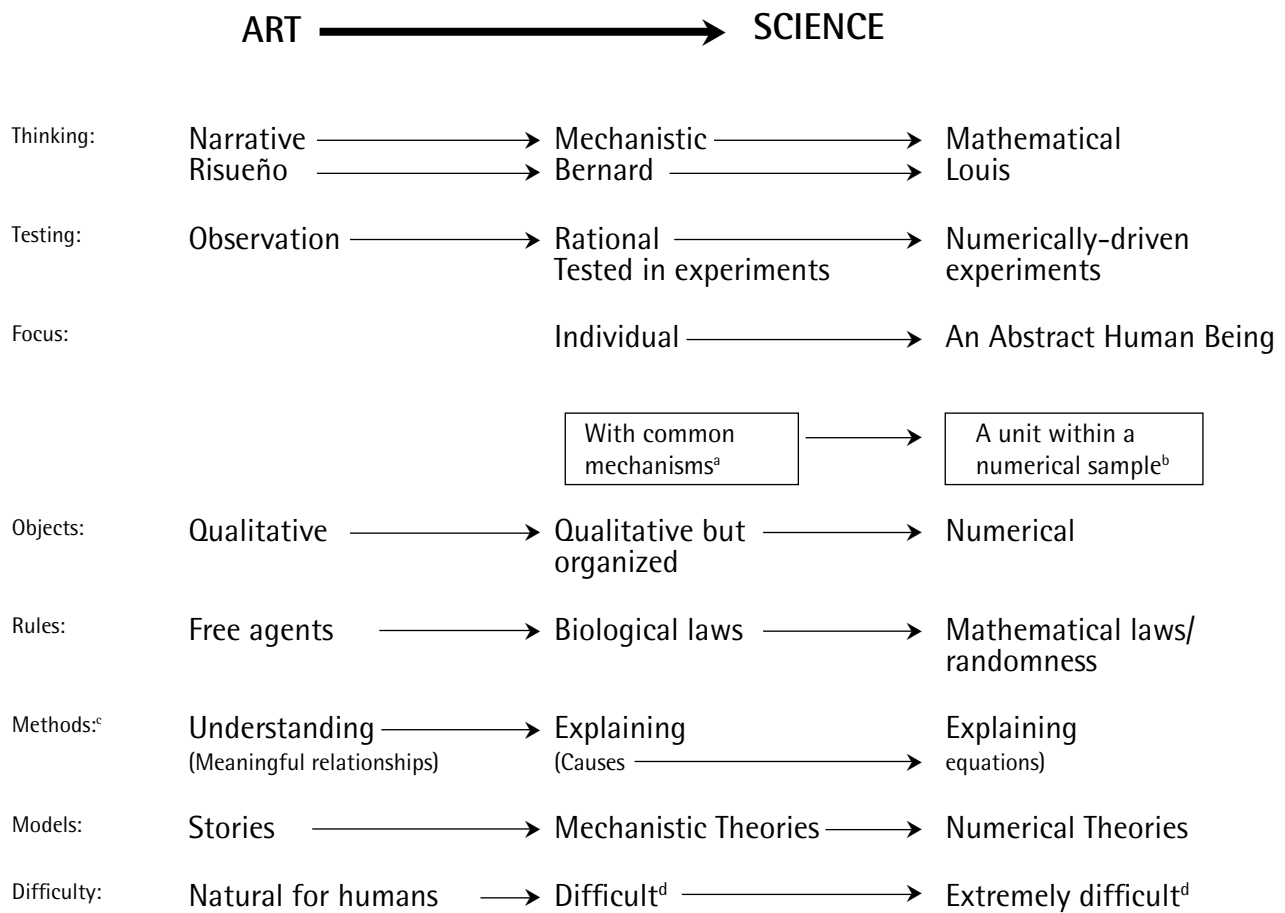 ART SCIENCE
Thinking: Narrative Mechanistic Mathematical
Risueño Bernard Louis
Testing: Observation Rational Numerically-driven
Tested in experiments experiments
Focus: Individual An Abstract Human Being
With common A unit within a
mechanismsᵃ numerical sampleᵇ
Objects: Qualitative Qualitative but Numerical
organized
Rules: Free agents Biological laws Mathematical laws/
randomness
Methods:ᶜ Understanding Explaining Explaining
(Meaningful relationships) (Causes equations)
Models: Stories Mechanistic Theories Numerical Theories
Difficulty: Natural for humans Difficultᵈ Extremely difficultᵈ